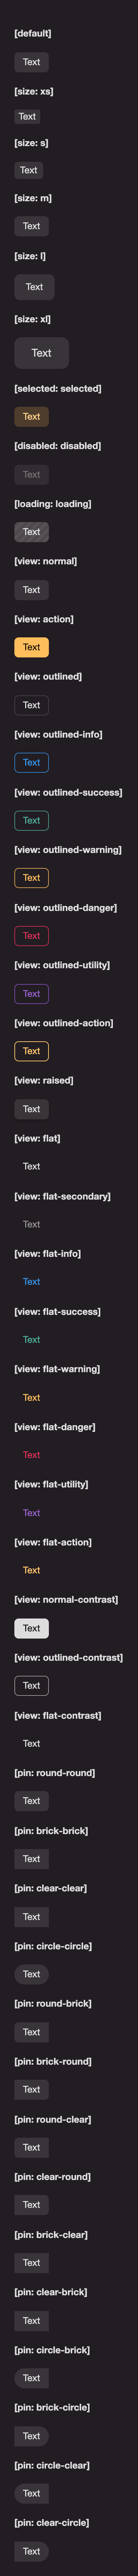 [default]
Text
[size: xs]
Text
[size: s]
Text
[size: m]
Text
[size: l]
Text
[size: xl]
Text
[selected: selected]
Text
[disabled: disabled]
Text
[loading: loading]
Text
[view: normal]
Text
[view: action]
Text
[view: outlined]
Text
[view: outlined-info]
Text
[view: outlined-success]
Text
[view: outlined-warning]
Text
[view: outlined-danger]
Text
[view: outlined-utility]
Text
[view: outlined-action]
Text
[view: raised]
Text
[view: flat]
Text
[view: flat-secondary]
Text
[view: flat-info]
Text
[view: flat-success]
Text
[view: flat-warning]
Text
[view: flat-danger]
Text
[view: flat-utility]
Text
[view: flat-action]
Text
[view: normal-contrast]
Text
[view: outlined-contrast]
Text
[view: flat-contrast]
Text
[pin: round-round]
Text
[pin: brick-brick]
Text
[pin: clear-clear]
Text
[pin: circle-circle]
Text
[pin: round-brick]
Text
[pin: brick-round]
Text
[pin: round-clear]
Text
[pin: clear-round]
Text
[pin: brick-clear]
Text
[pin: clear-brick]
Text
[pin: circle-brick]
Text
[pin: brick-circle]
Text
[pin: circle-clear]
Text
[pin: clear-circle]
Text